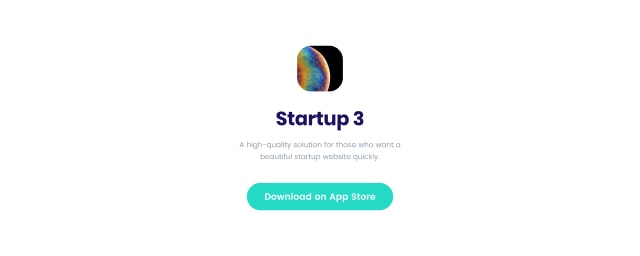 Startup 3
A high-quality solution for those who want a
beautiful startup website quickly.
Download on App Store